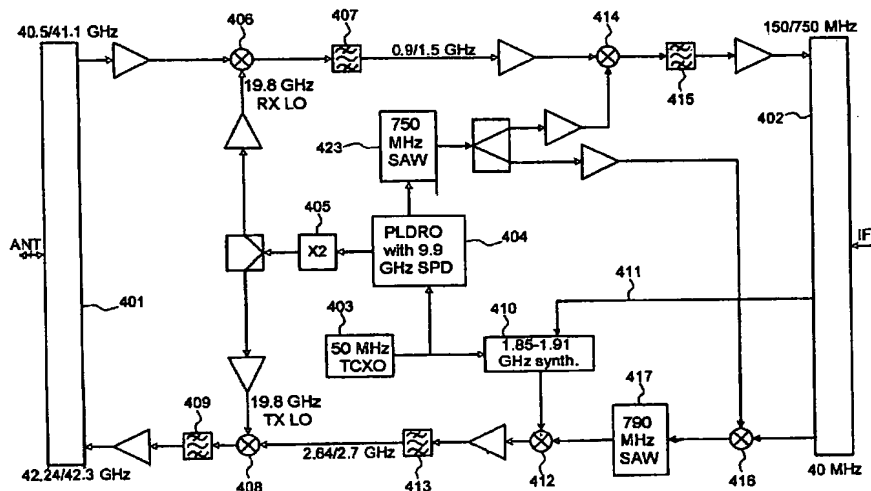 406
407
414
40.5/41.1 GHz
0.9/1.5 GHz
150/750 MHz
19.8 GHz
RX LO
415
402
750
MHz
SAW
423
405
X2
PLDRO
with 9.9
GHz SPD
404
ANT
IF
401
403
410
411
50 MHz
TCXO
1.85-1.91
GHz synth.
417
409
19.8 GHz
TX LO
790
MHz
SAW
2.64/2.7 GHz
42.24/42.3 GHz
408
413
412
416
40 MHz